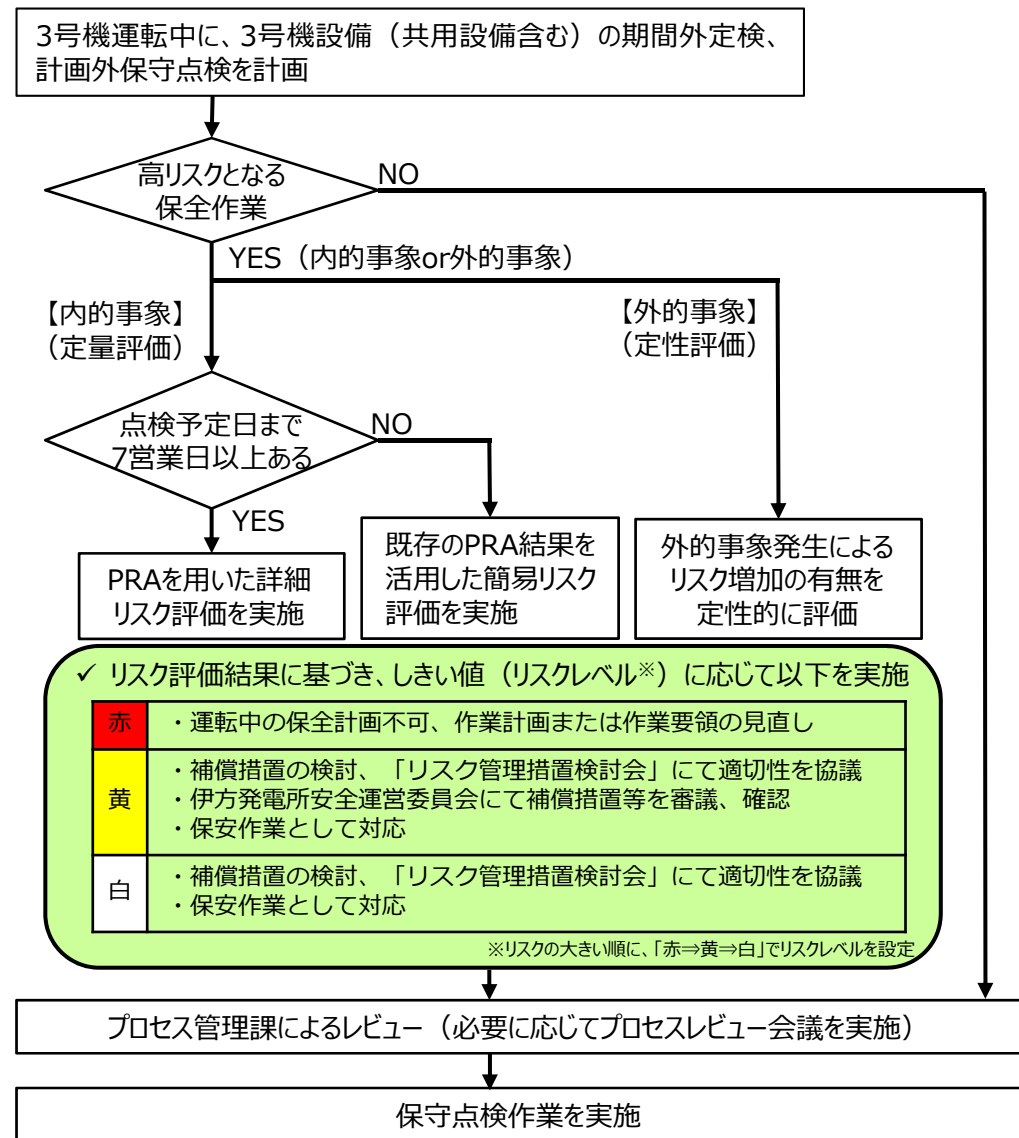 3号機運転中に、3号機設備（共用設備含む）の期間外定検、
計画外保守点検を計画
高リスクとなる
保全作業
NO
YES（内的事象or外的事象）
【内的事象】
（定量評価）
【外的事象】
（定性評価）
点検予定日まで
7営業日以上ある
NO
YES
PRAを用いた詳細
リスク評価を実施
既存のPRA結果を
活用した簡易リスク
評価を実施
外的事象発生による
リスク増加の有無を
定性的に評価
✓ リスク評価結果に基づき、しきい値（リスクレベル※）に応じて以下を実施
赤
・運転中の保全計画不可、作業計画または作業要領の見直し
黄
・補償措置の検討、「リスク管理措置検討会」にて適切性を協議
・伊方発電所安全運営委員会にて補償措置等を審議、確認
・保安作業として対応
白
・補償措置の検討、「リスク管理措置検討会」にて適切性を協議
・保安作業として対応
※リスクの大きい順に、「赤⇒黄⇒白」でリスクレベルを設定
プロセス管理課によるレビュー（必要に応じてプロセスレビュー会議を実施）
保守点検作業を実施